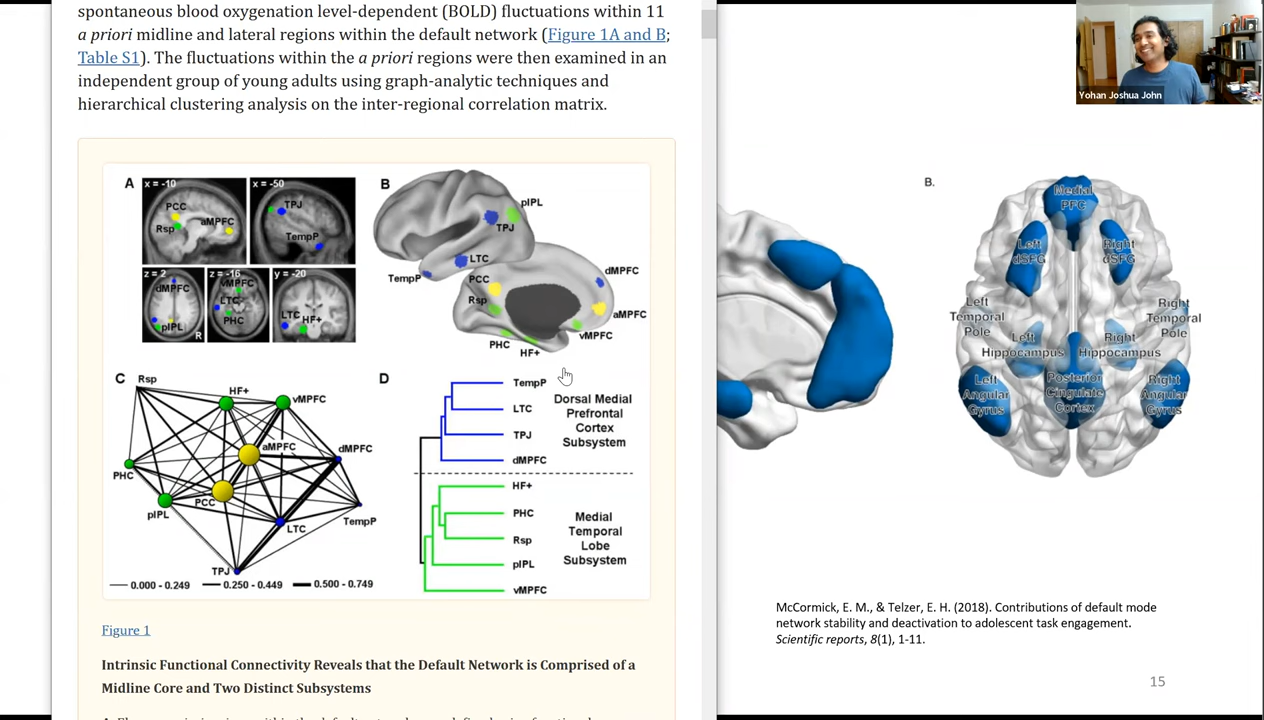 spontaneous blood oxygenation level-dependent (BOLD) fluctuations within 11
a priori midline and lateral regions within the default network (Figure 1A and B;
Table S1). The fluctuations within the a priori regions were then examined in an
independent group of young adults using graph-analytic techniques and
hierarchical clustering analysis on the inter-regional correlation matrix.
A
x = -10
PCC
Rsp
aMPFC
x = -50
TPJ
TempP
z = 2
dMPFC
pIPL
R
z = -16
vMPFC
LTC
PHC
y = -20
LTC
HF+
B
pIPL
TPJ
LTC
TempP
PCC
Rsp
dMPFC
aMPFC
vMPFC
PHC
HF+
C
Rsp
HF+
vMPFC
aMPFC
dMPFC
PHC
PCC
pIPL
LTC
TempP
TPJ
0.000 - 0.249
0.250 - 0.449
0.500 - 0.749
D
TempP
LTC
TPJ
dMPFC
Dorsal Medial
Prefrontal
Cortex
Subsystem
HF+
PHC
Rsp
pIPL
vMPFC
Medial
Temporal
Lobe
Subsystem
Figure 1
Intrinsic Functional Connectivity Reveals that the Default Network is Comprised of a
Midline Core and Two Distinct Subsystems
Yohan Joshua John
B.
Medial
PFC
Left
dSFG
Right
dSFG
Left
Temporal
Pole
Right
Temporal
Pole
Left
Hippocampus
Right
Hippocampus
Left
Angular
Gyrus
Posterior
Cingulate
Cortex
Right
Angular
Gyrus
McCormick, E. M., & Telzer, E. H. (2018). Contributions of default mode
network stability and deactivation to adolescent task engagement.
Scientific reports, 8(1), 1-11.
15